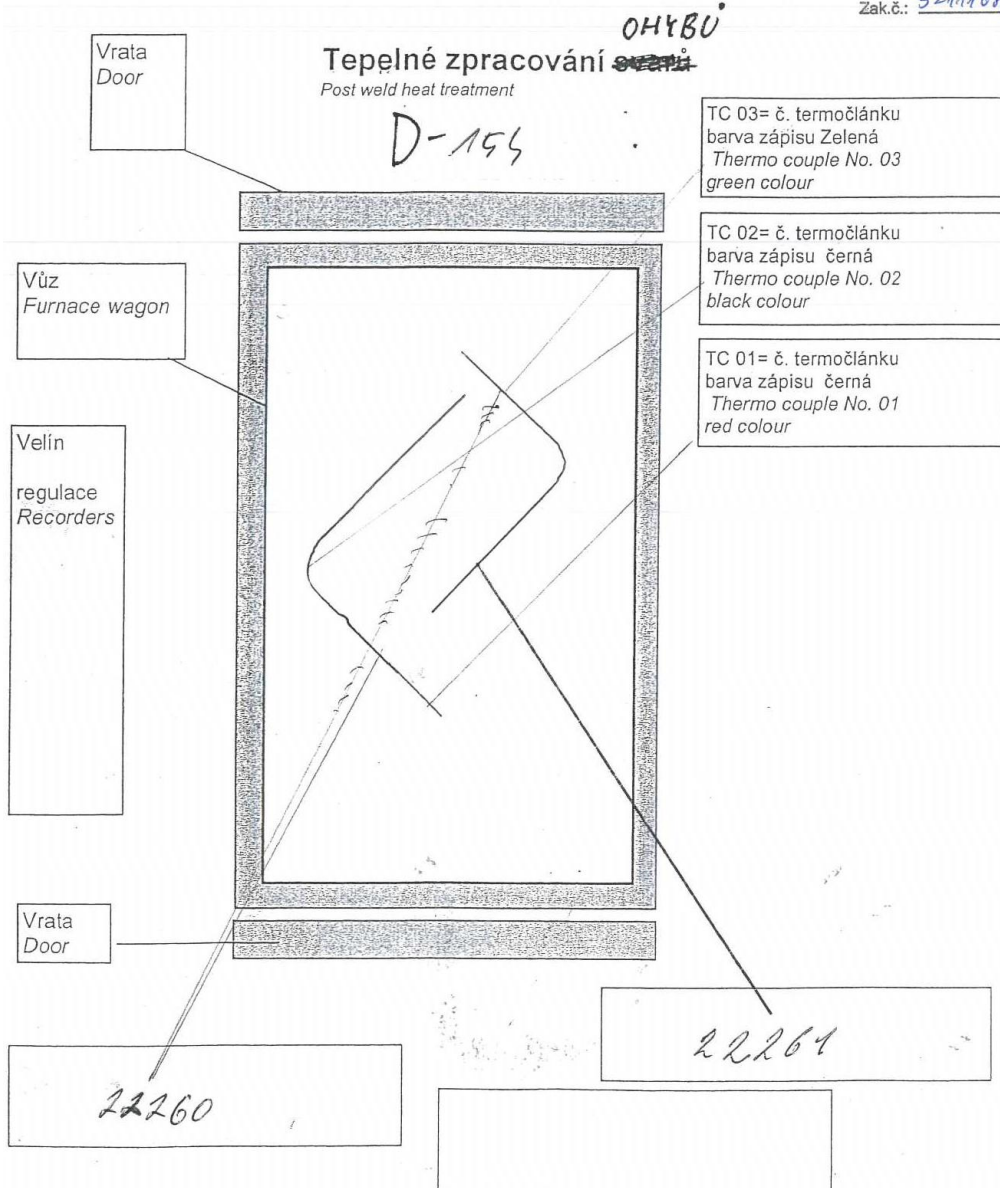 Zak.č.:
OHYBŮ
Tepelné zpracování svarů
Post weld heat treatment
D-154
Vrata
Door
TC 03= č. termočlánku
barva zápisu Zelená
Thermo couple No. 03
green colour
TC 02= č. termočlánku
barva zápisu černá
Thermo couple No. 02
black colour
Vůz
Furnace wagon
TC 01= č. termočlánku
barva zápisu černá
Thermo couple No. 01
red colour
Velín
regulace
Recorders
Vrata
Door
22261
22260